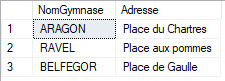 NomGymnase Adresse
1 ARAGON Place du Chartres
2 RAVEL Place aux pommes
3 BELFEGOR Place de Gaulle